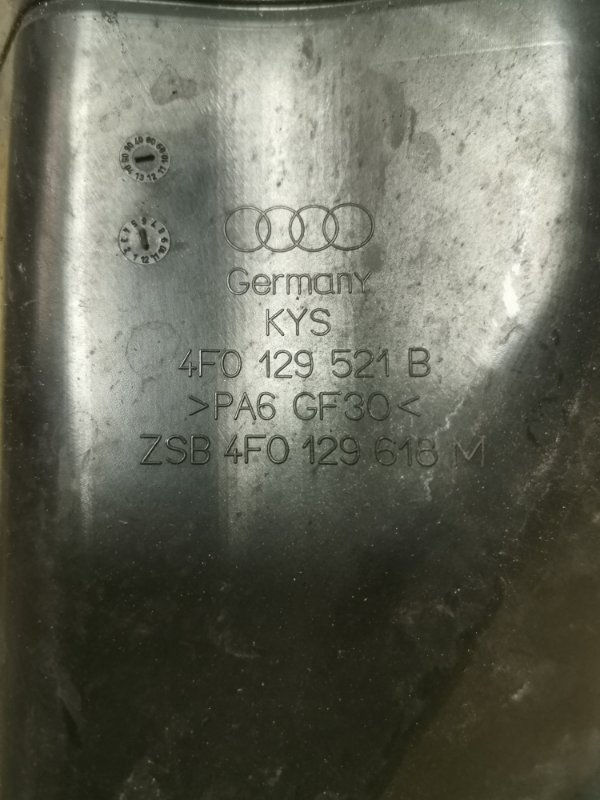 Germany
KYS
4F0 129 521 B
>PA6 GF30<
ZSB 4F0 129 618 M